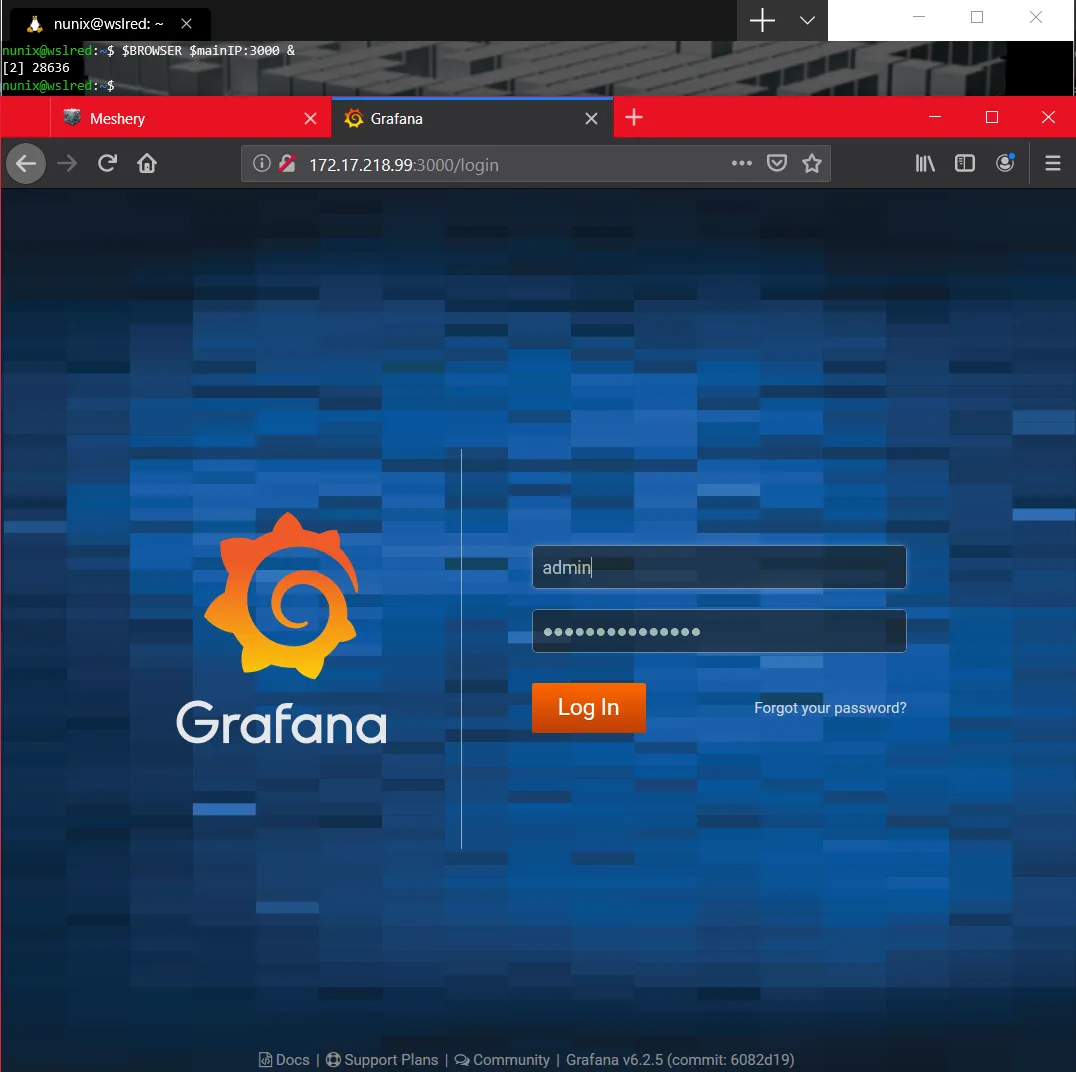 nunix@wslred: ~
nunix@wslred:~$ $BROWSER $mainIP:3000 &
[2] 28636
nunix@wslred:~$
Meshery
Grafana
172.17.218.99:3000/login
admin
Grafana
Log In
Forgot your password?
Docs | Support Plans | Community | Grafana v6.2.5 (commit: 6082d19)